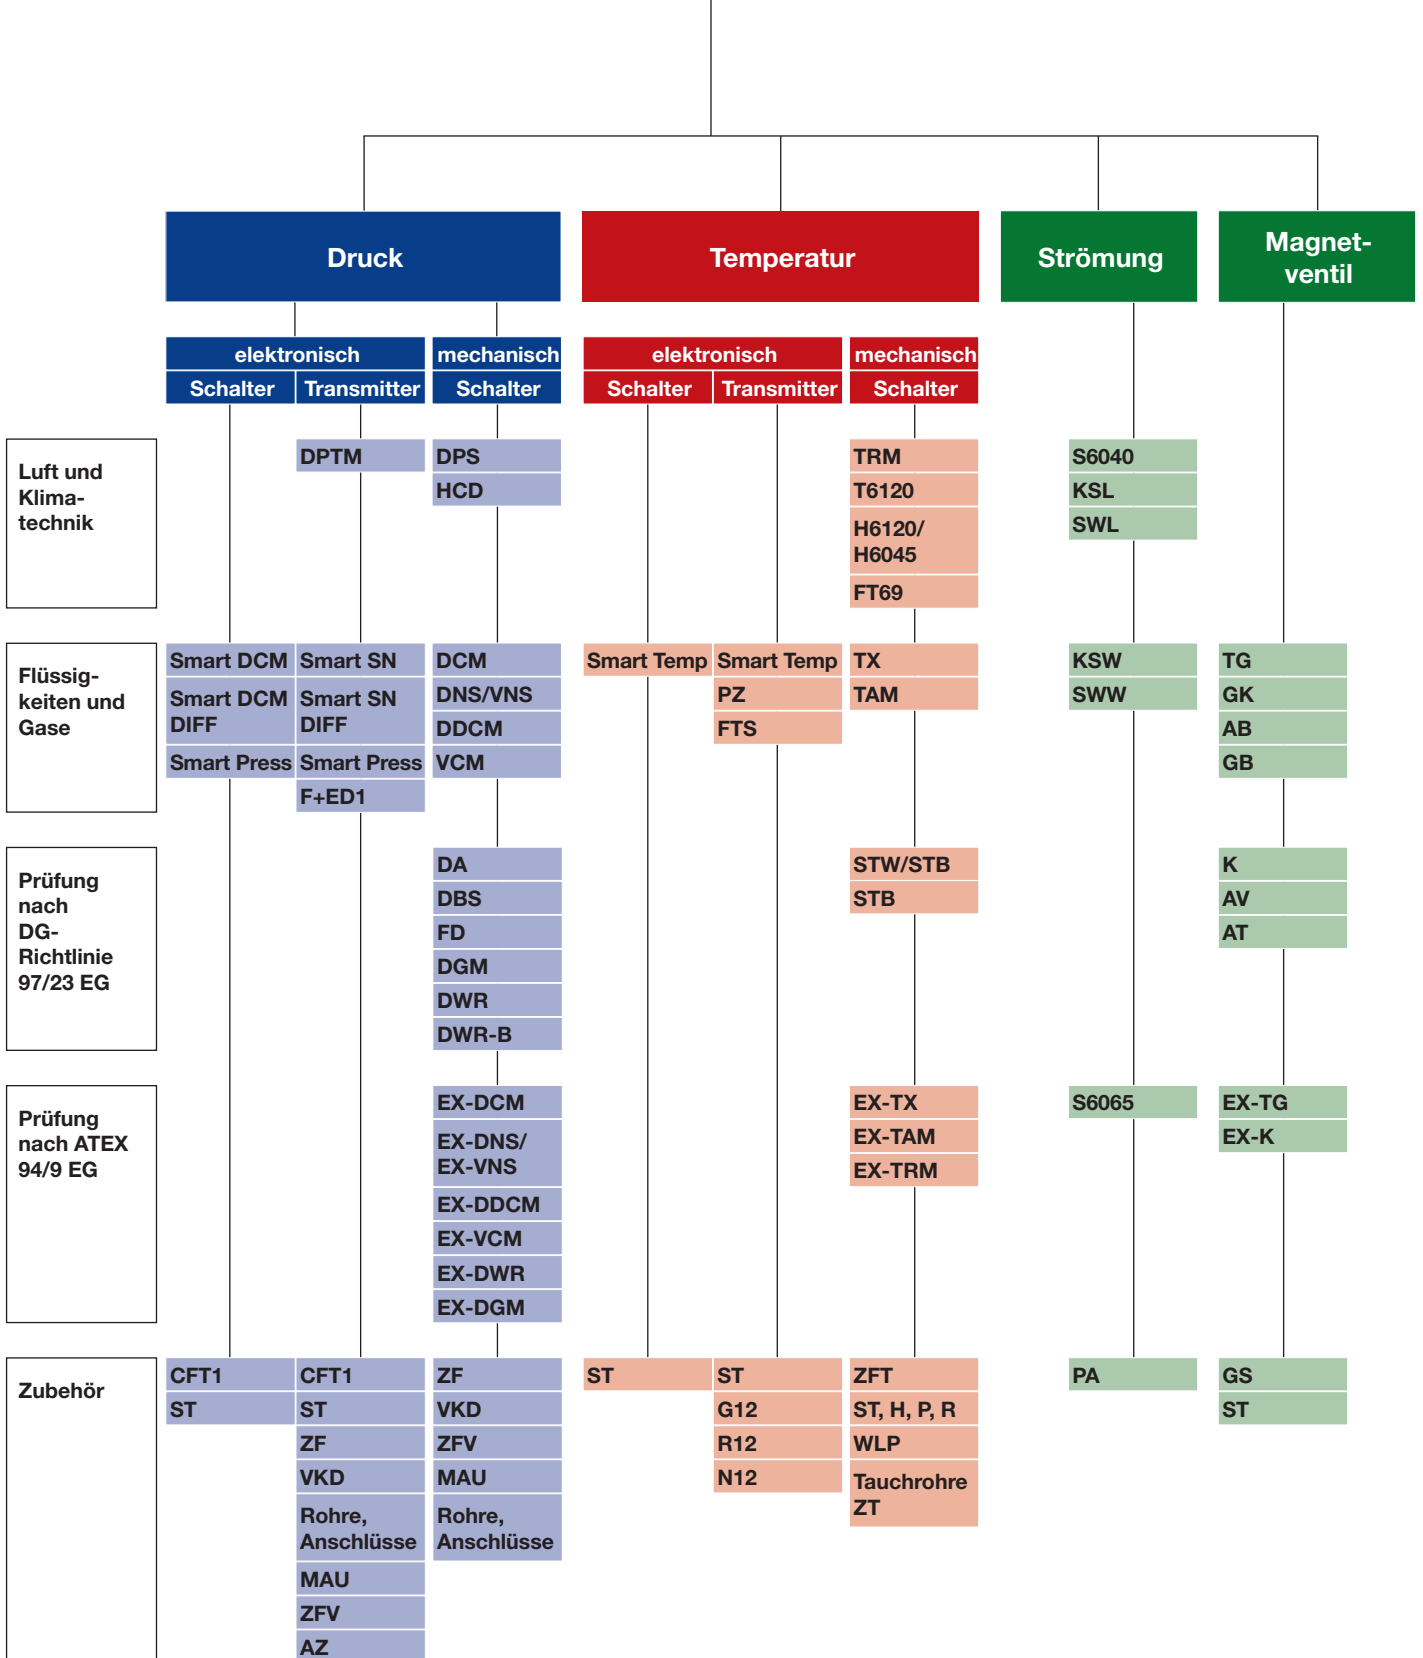 Druck
Temperatur
Strömung
Magnet-
ventil
elektronisch
mechanisch
elektronisch
mechanisch
Schalter
Transmitter
Schalter
Schalter
Transmitter
Schalter
Luft und
Klima-
technik
DPTM
DPS
HCD
TRM
T6120
H6120/
H6045
FT69
S6040
KSL
SWL
Flüssig-
keiten und
Gase
Smart DCM
Smart DCM
DIFF
Smart Press
Smart SN
Smart SN
DIFF
Smart Press
F+ED1
DCM
DNS/VNS
DDCM
VCM
Smart Temp
Smart Temp
PZ
FTS
TX
TAM
KSW
SWW
TG
GK
AB
GB
Prüfung
nach
DG-
Richtlinie
97/23 EG
DA
DBS
FD
DGM
DWR
DWR-B
STW/STB
STB
K
AV
AT
Prüfung
nach ATEX
94/9 EG
EX-DCM
EX-DNS/
EX-VNS
EX-DDCM
EX-VCM
EX-DWR
EX-DGM
EX-TX
EX-TAM
EX-TRM
S6065
EX-TG
EX-K
Zubehör
CFT1
ST
CFT1
ST
ZF
VKD
Rohre,
Anschlüsse
MAU
ZFV
AZ
ZF
VKD
ZFV
MAU
Rohre,
Anschlüsse
ST
ST
G12
R12
N12
ZFT
ST, H, P, R
WLP
Tauchrohre
ZT
PA
GS
ST